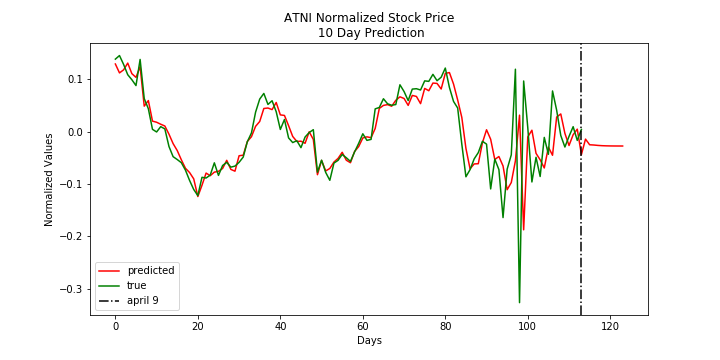 ATNI Normalized Stock Price
10 Day Prediction
Normalized Values
0.1
0.0
−0.1
−0.2
−0.3
predicted
true
april 9
0
20
40
60
80
100
120
Days